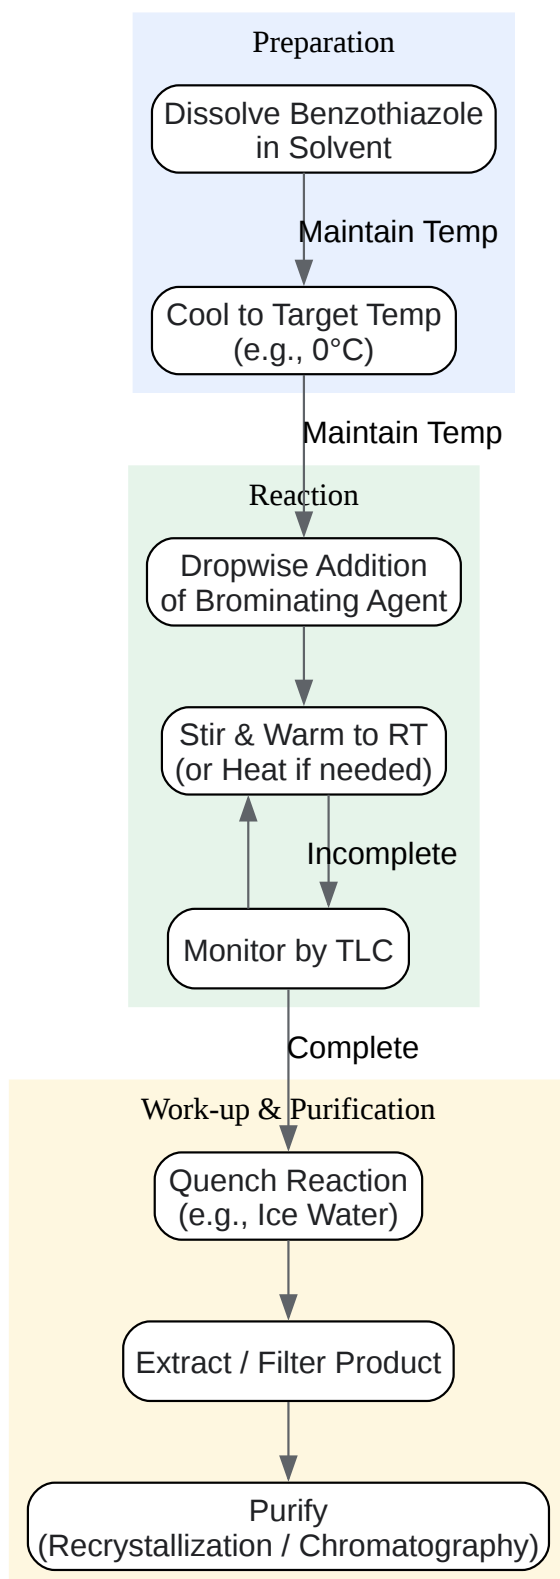 Preparation
Dissolve Benzothiazole
in Solvent
Maintain Temp
Cool to Target Temp
(e.g., 0°C)
Maintain Temp
Reaction
Dropwise Addition
of Brominating Agent
Stir & Warm to RT
(or Heat if needed)
Incomplete
Monitor by TLC
Complete
Work-up & Purification
Quench Reaction
(e.g., Ice Water)
Extract / Filter Product
Purify
(Recrystallization / Chromatography)